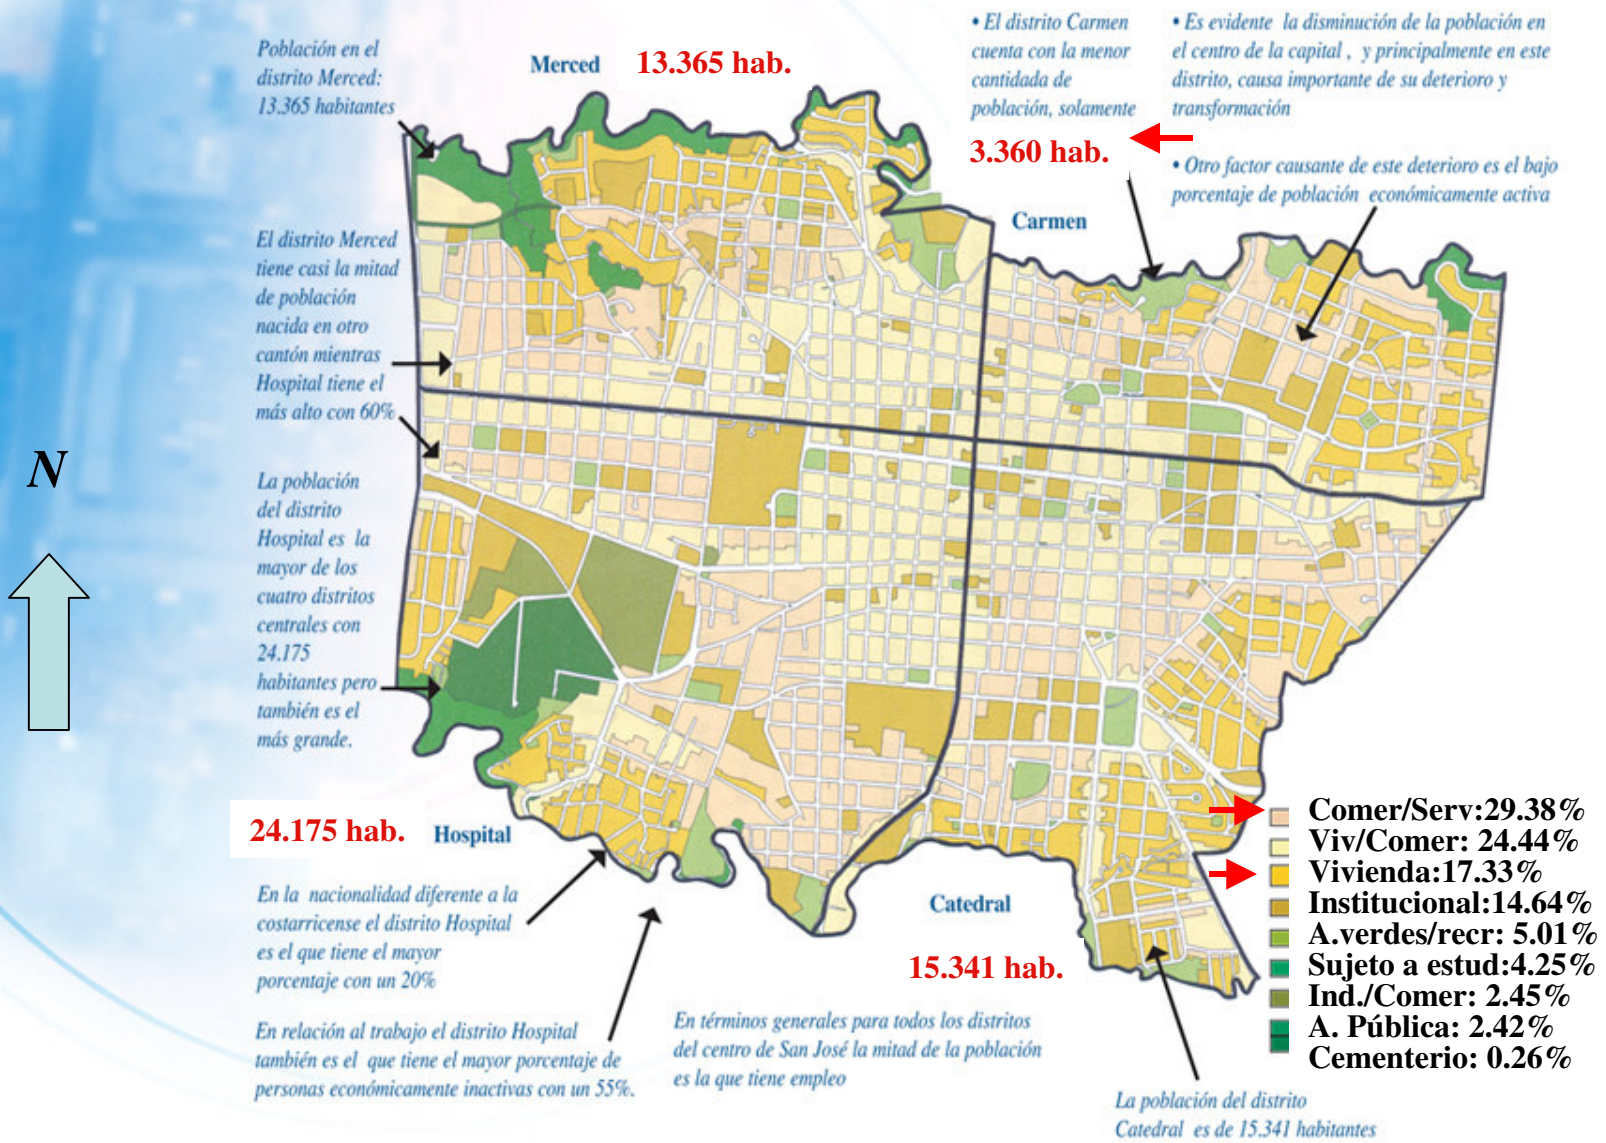 Población en el
distrito Merced:
13.365 habitantes
Merced
13.365 hab.
• El distrito Carmen
cuenta con la menor
cantidada de
población, solamente
3.360 hab.
• Es evidente la disminución de la población en
el centro de la capital , y principalmente en este
distrito, causa importante de su deterioro y
transformación
• Otro factor causante de este deterioro es el bajo
porcentaje de población económicamente activa
Carmen
El distrito Merced
tiene casi la mitad
de población
nacida en otro
cantón mientras
Hospital tiene el
más alto con 60%
N
La población
del distrito
Hospital es la
mayor de los
cuatro distritos
centrales con
24.175
habitantes pero
también es el
más grande.
24.175 hab.
Hospital
En la nacionalidad diferente a la
costarricense el distrito Hospital
es el que tiene el mayor
porcentaje con un 20%
En relación al trabajo el distrito Hospital
también es el que tiene el mayor porcentaje de
personas económicamente inactivas con un 55%.
Catedral
15.341 hab.
En términos generales para todos los distritos
del centro de San José la mitad de la población
es la que tiene empleo
La población del distrito
Catedral es de 15.341 habitantes
Comer/Serv:29.38%
Viv/Comer: 24.44%
Vivienda:17.33%
Institucional:14.64%
A.verdes/recr: 5.01%
Sujeto a estud:4.25%
Ind./Comer: 2.45%
A. Pública: 2.42%
Cementerio: 0.26%